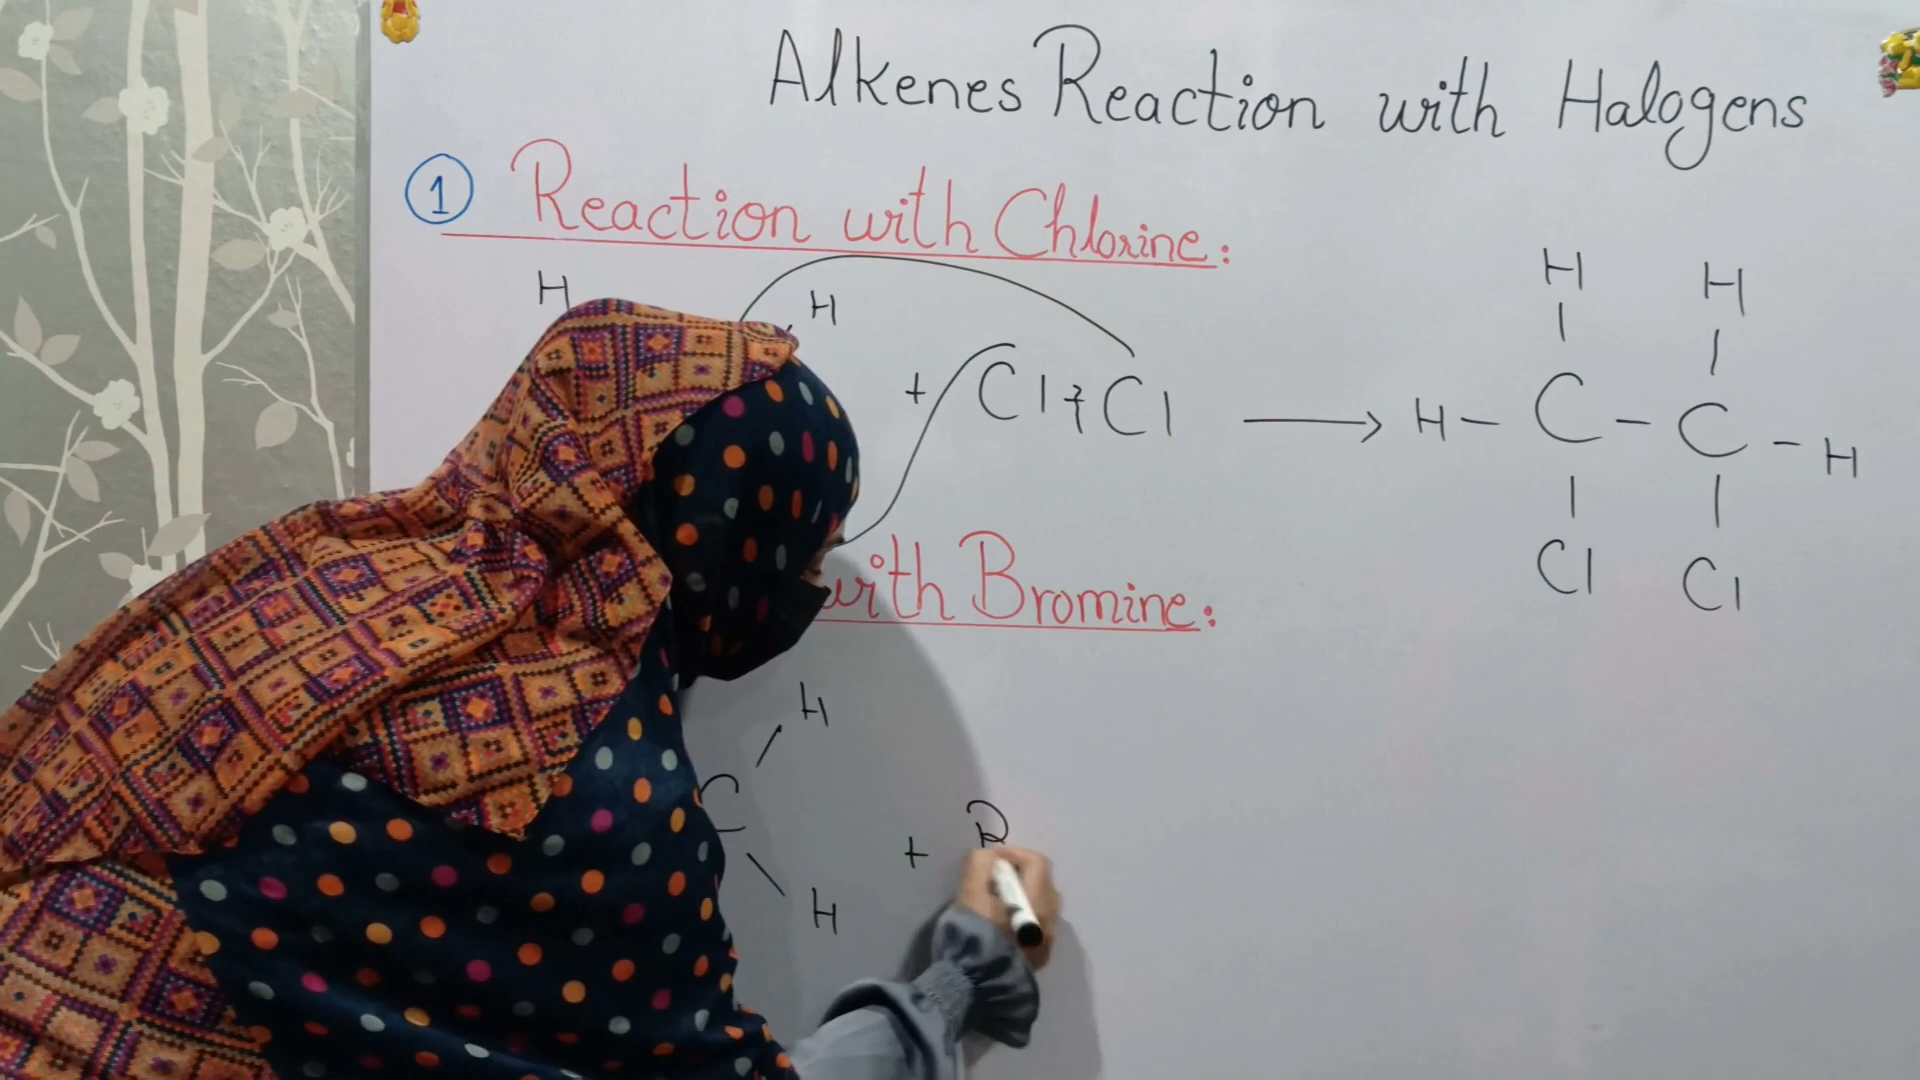 Alkenes Reaction with Halogens
① Reaction with Chlorine:
H H H H
+ Cl + Cl → H - C - C - H
Cl Cl
with Bromine:
H
C
+ B
H